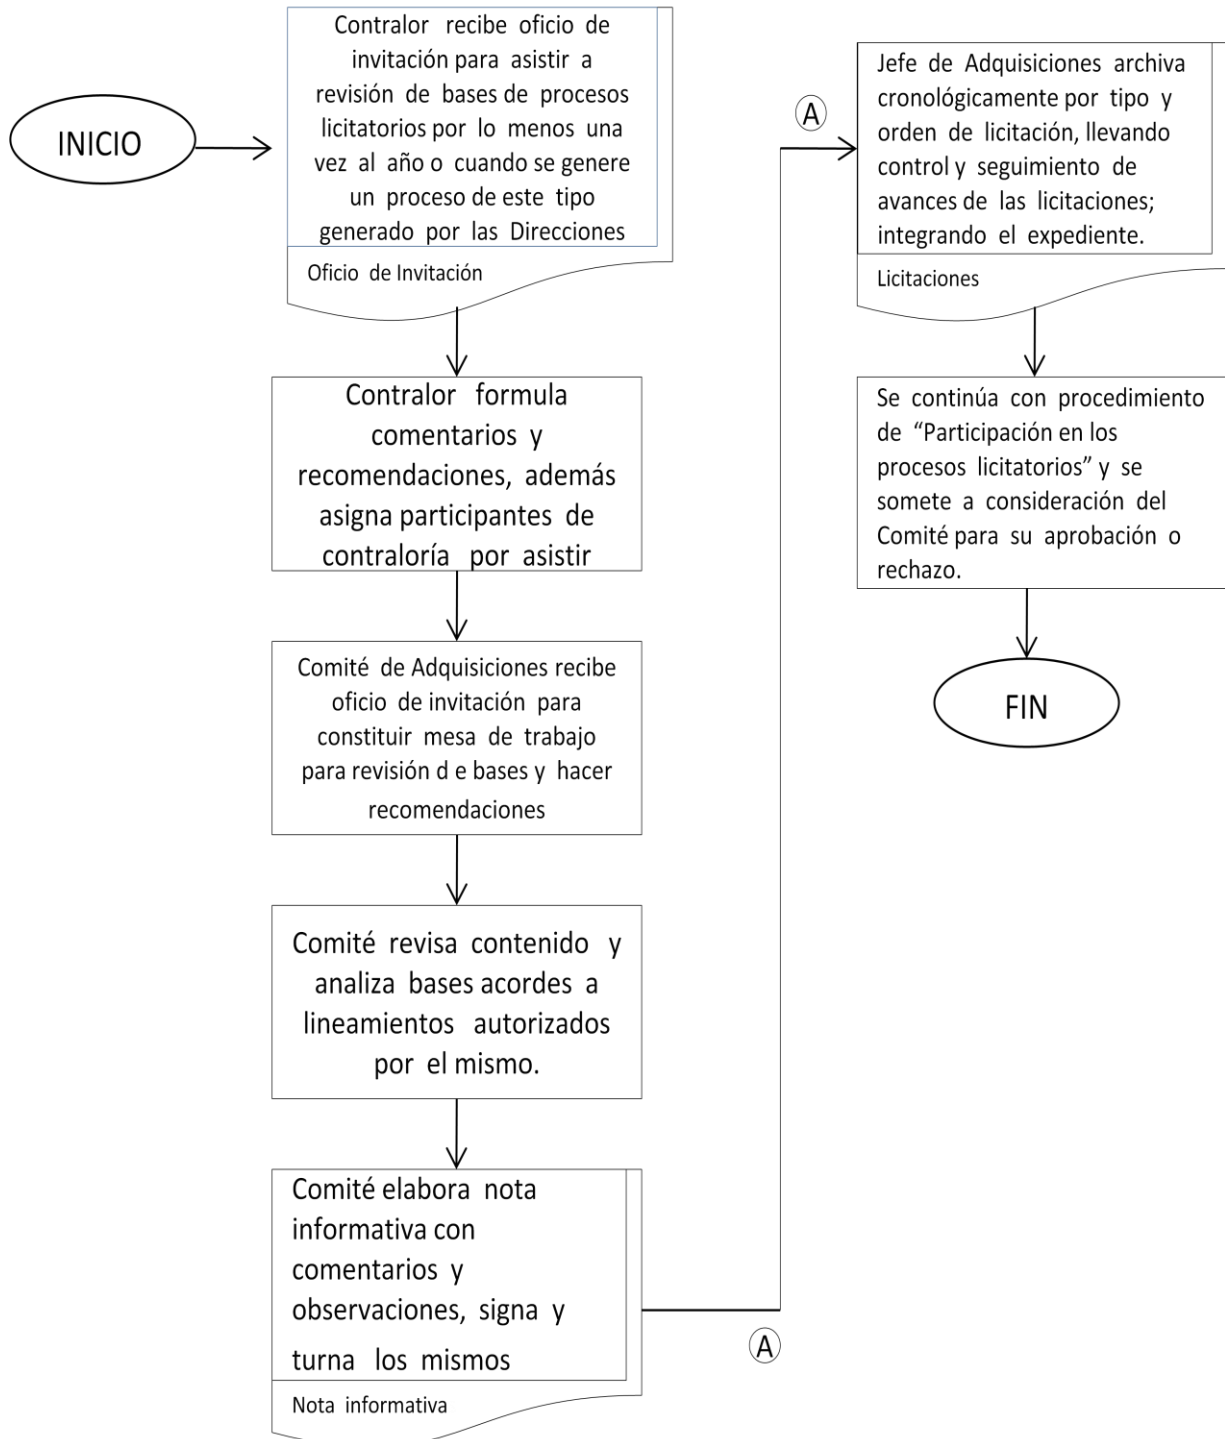 INICIO
Contralor recibe oficio de
invitación para asistir a
revisión de bases de procesos
licitatorios por lo menos una
vez al año o cuando se genere
un proceso de este tipo
generado por las Direcciones
Oficio de Invitación
Contralor formula
comentarios y
recomendaciones, además
asigna participantes de
contraloría por asistir
Comité de Adquisiciones recibe
oficio de invitación para
constituir mesa de trabajo
para revisión d e bases y hacer
recomendaciones
Comité revisa contenido y
analiza bases acordes a
lineamientos autorizados
por el mismo.
Comité elabora nota
informativa con
comentarios y
observaciones, signa y
turna los mismos
Nota informativa
A
A
Jefe de Adquisiciones archiva
cronológicamente por tipo y
orden de licitación, llevando
control y seguimiento de
avances de las licitaciones;
integrando el expediente.
Licitaciones
Se continúa con procedimiento
de “Participación en los
procesos licitatorios” y se
somete a consideración del
Comité para su aprobación o
rechazo.
FIN